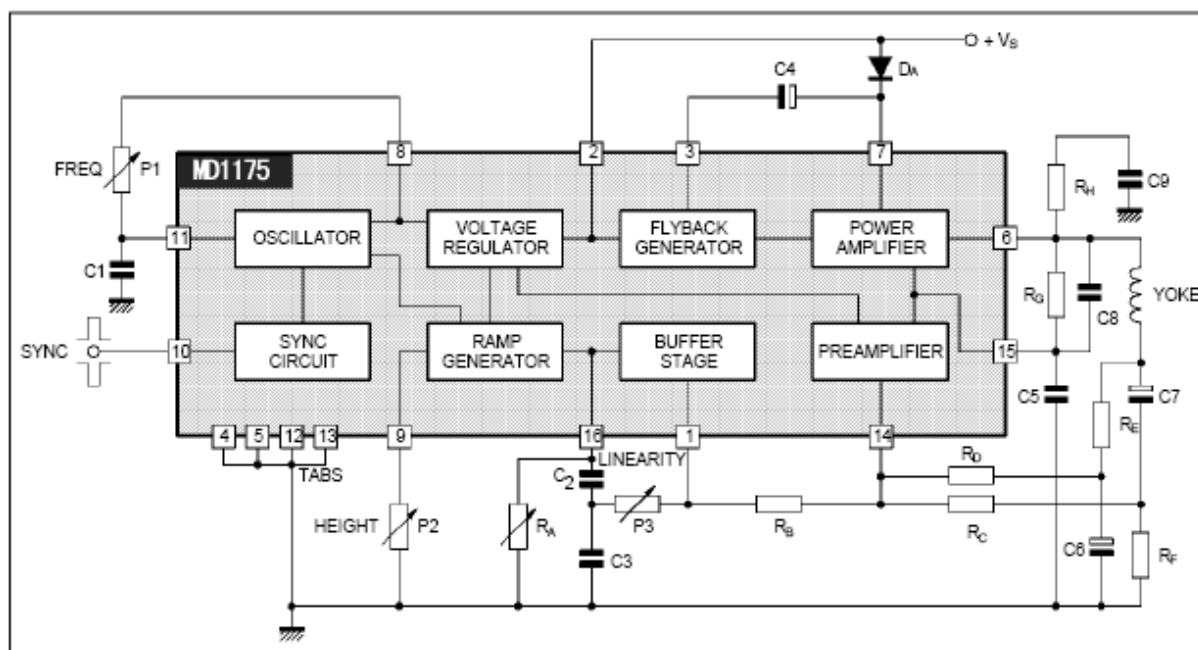 + VS
C4
DA
8
2
3
7
FREQ
P1
MD1175
RH
C9
11
OSCILLATOR
VOLTAGE
REGULATOR
FLYBACK
GENERATOR
POWER
AMPLIFIER
6
C1
RG
C8
YOKE
SYNC
10
SYNC
CIRCUIT
RAMP
GENERATOR
BUFFER
STAGE
PREAMPLIFIER
15
C5
C7
4
5
12
13
9
16
1
14
TABS
LINEARITY
RE
C2
RD
HEIGHT
P2
RA
P3
RB
RC
C3
C6
RF